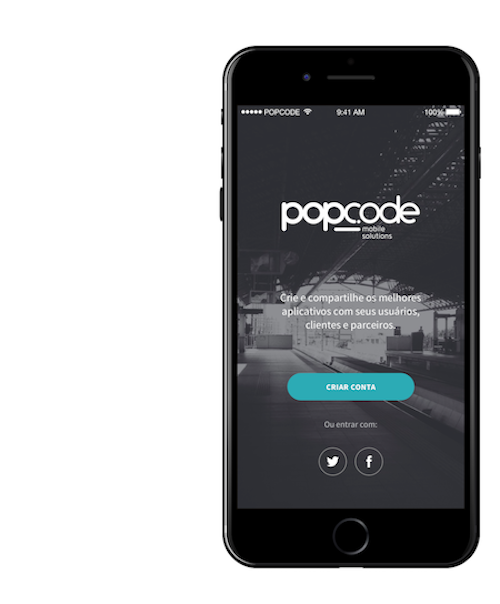 POPCODE 9:41 AM 100%
popcode
mobile
solutions
Crie e compartilhe os melhores
aplicativos com seus usuários,
clientes e parceiros.
CRIAR CONTA
Ou entrar com: